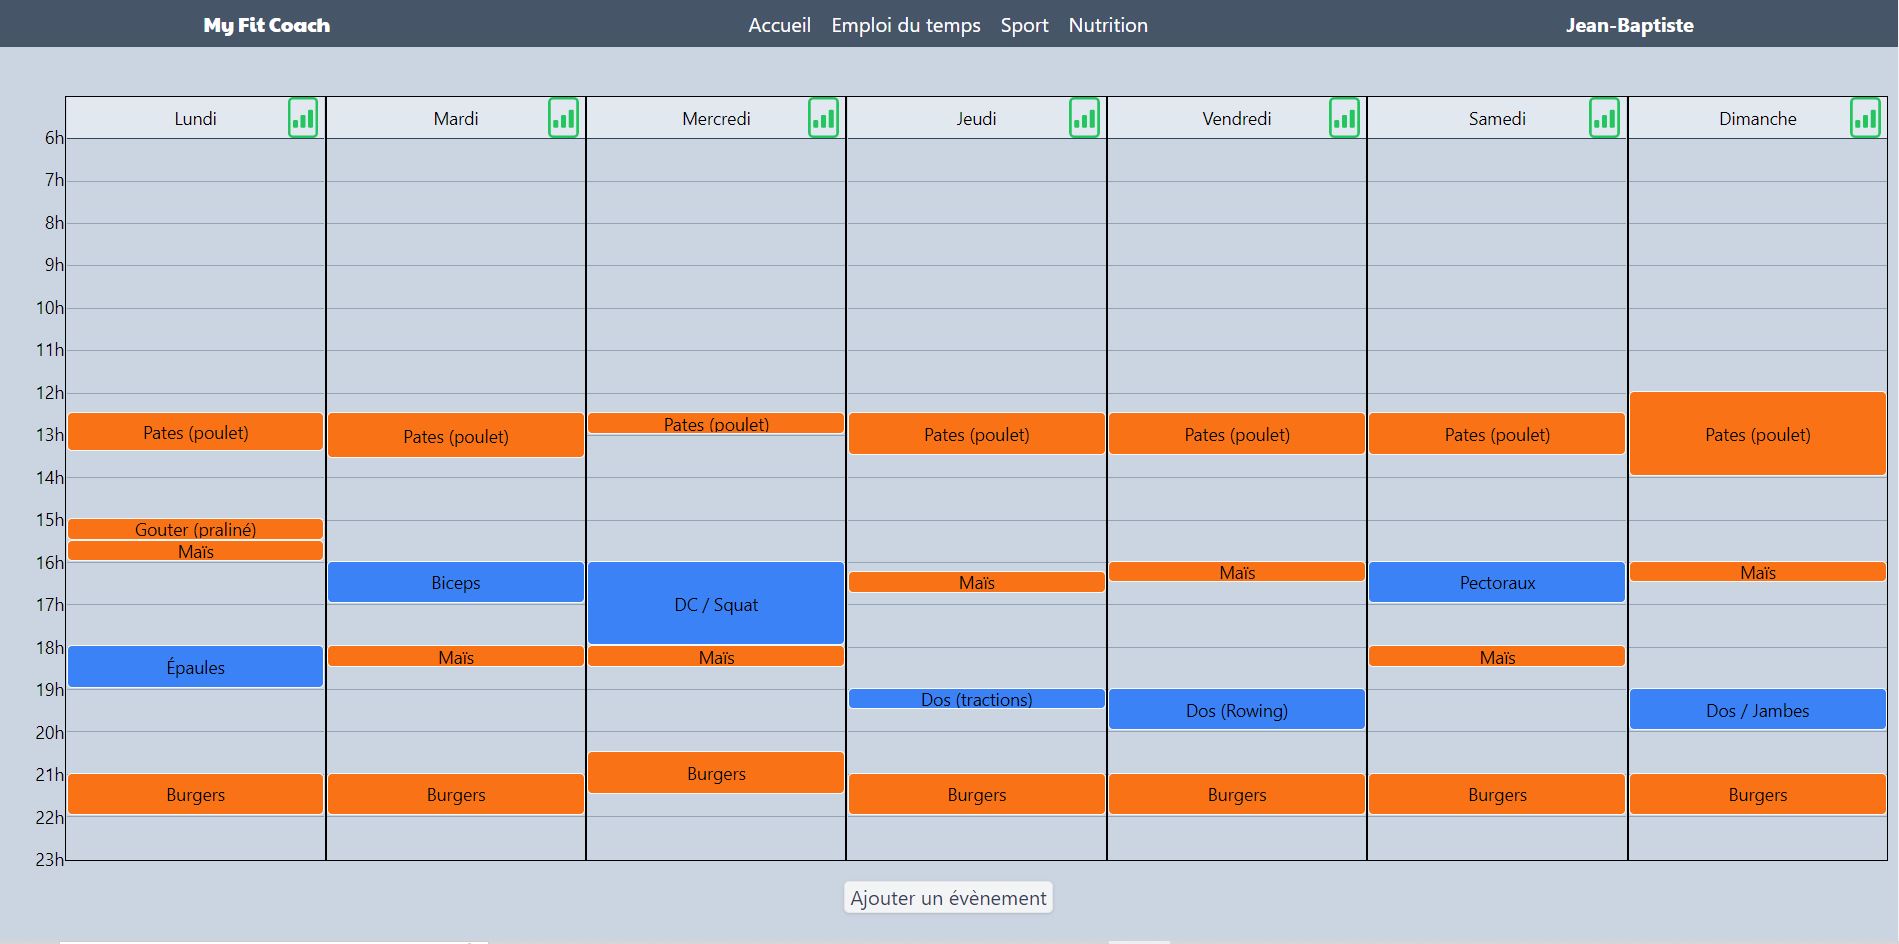 My Fit Coach Accueil Emploi du temps Sport Nutrition Jean-Baptiste
Lundi Mardi Mercredi Jeudi Vendredi Samedi Dimanche
6h
7h
8h
9h
10h
11h
12h
Pates (poulet) Pates (poulet) Pates (poulet) Pates (poulet) Pates (poulet) Pates (poulet) Pates (poulet)
13h
14h
15h
Gouter (praliné)
Maïs
16h
Biceps DC / Squat Maïs Maïs Pectoraux Maïs
17h
18h
Épaules Maïs Maïs Maïs
19h
Dos (tractions) Dos (Rowing) Dos / Jambes
20h
21h
Burgers Burgers Burgers Burgers Burgers Burgers Burgers
22h
23h
Ajouter un évènement